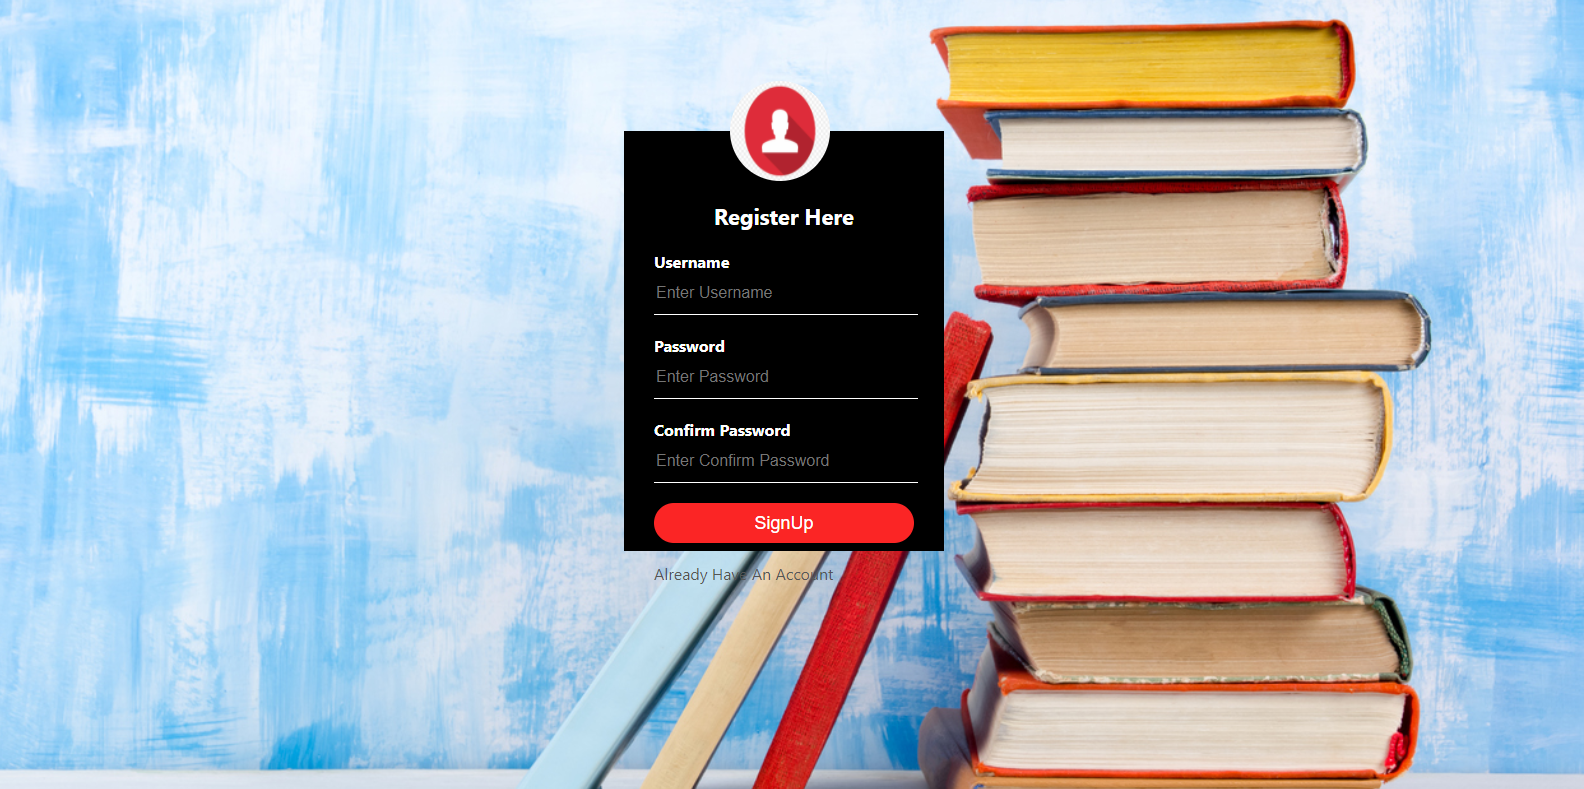 Register Here
Username
Enter Username
Password
Enter Password
Confirm Password
Enter Confirm Password
SignUp
Already Have An Account